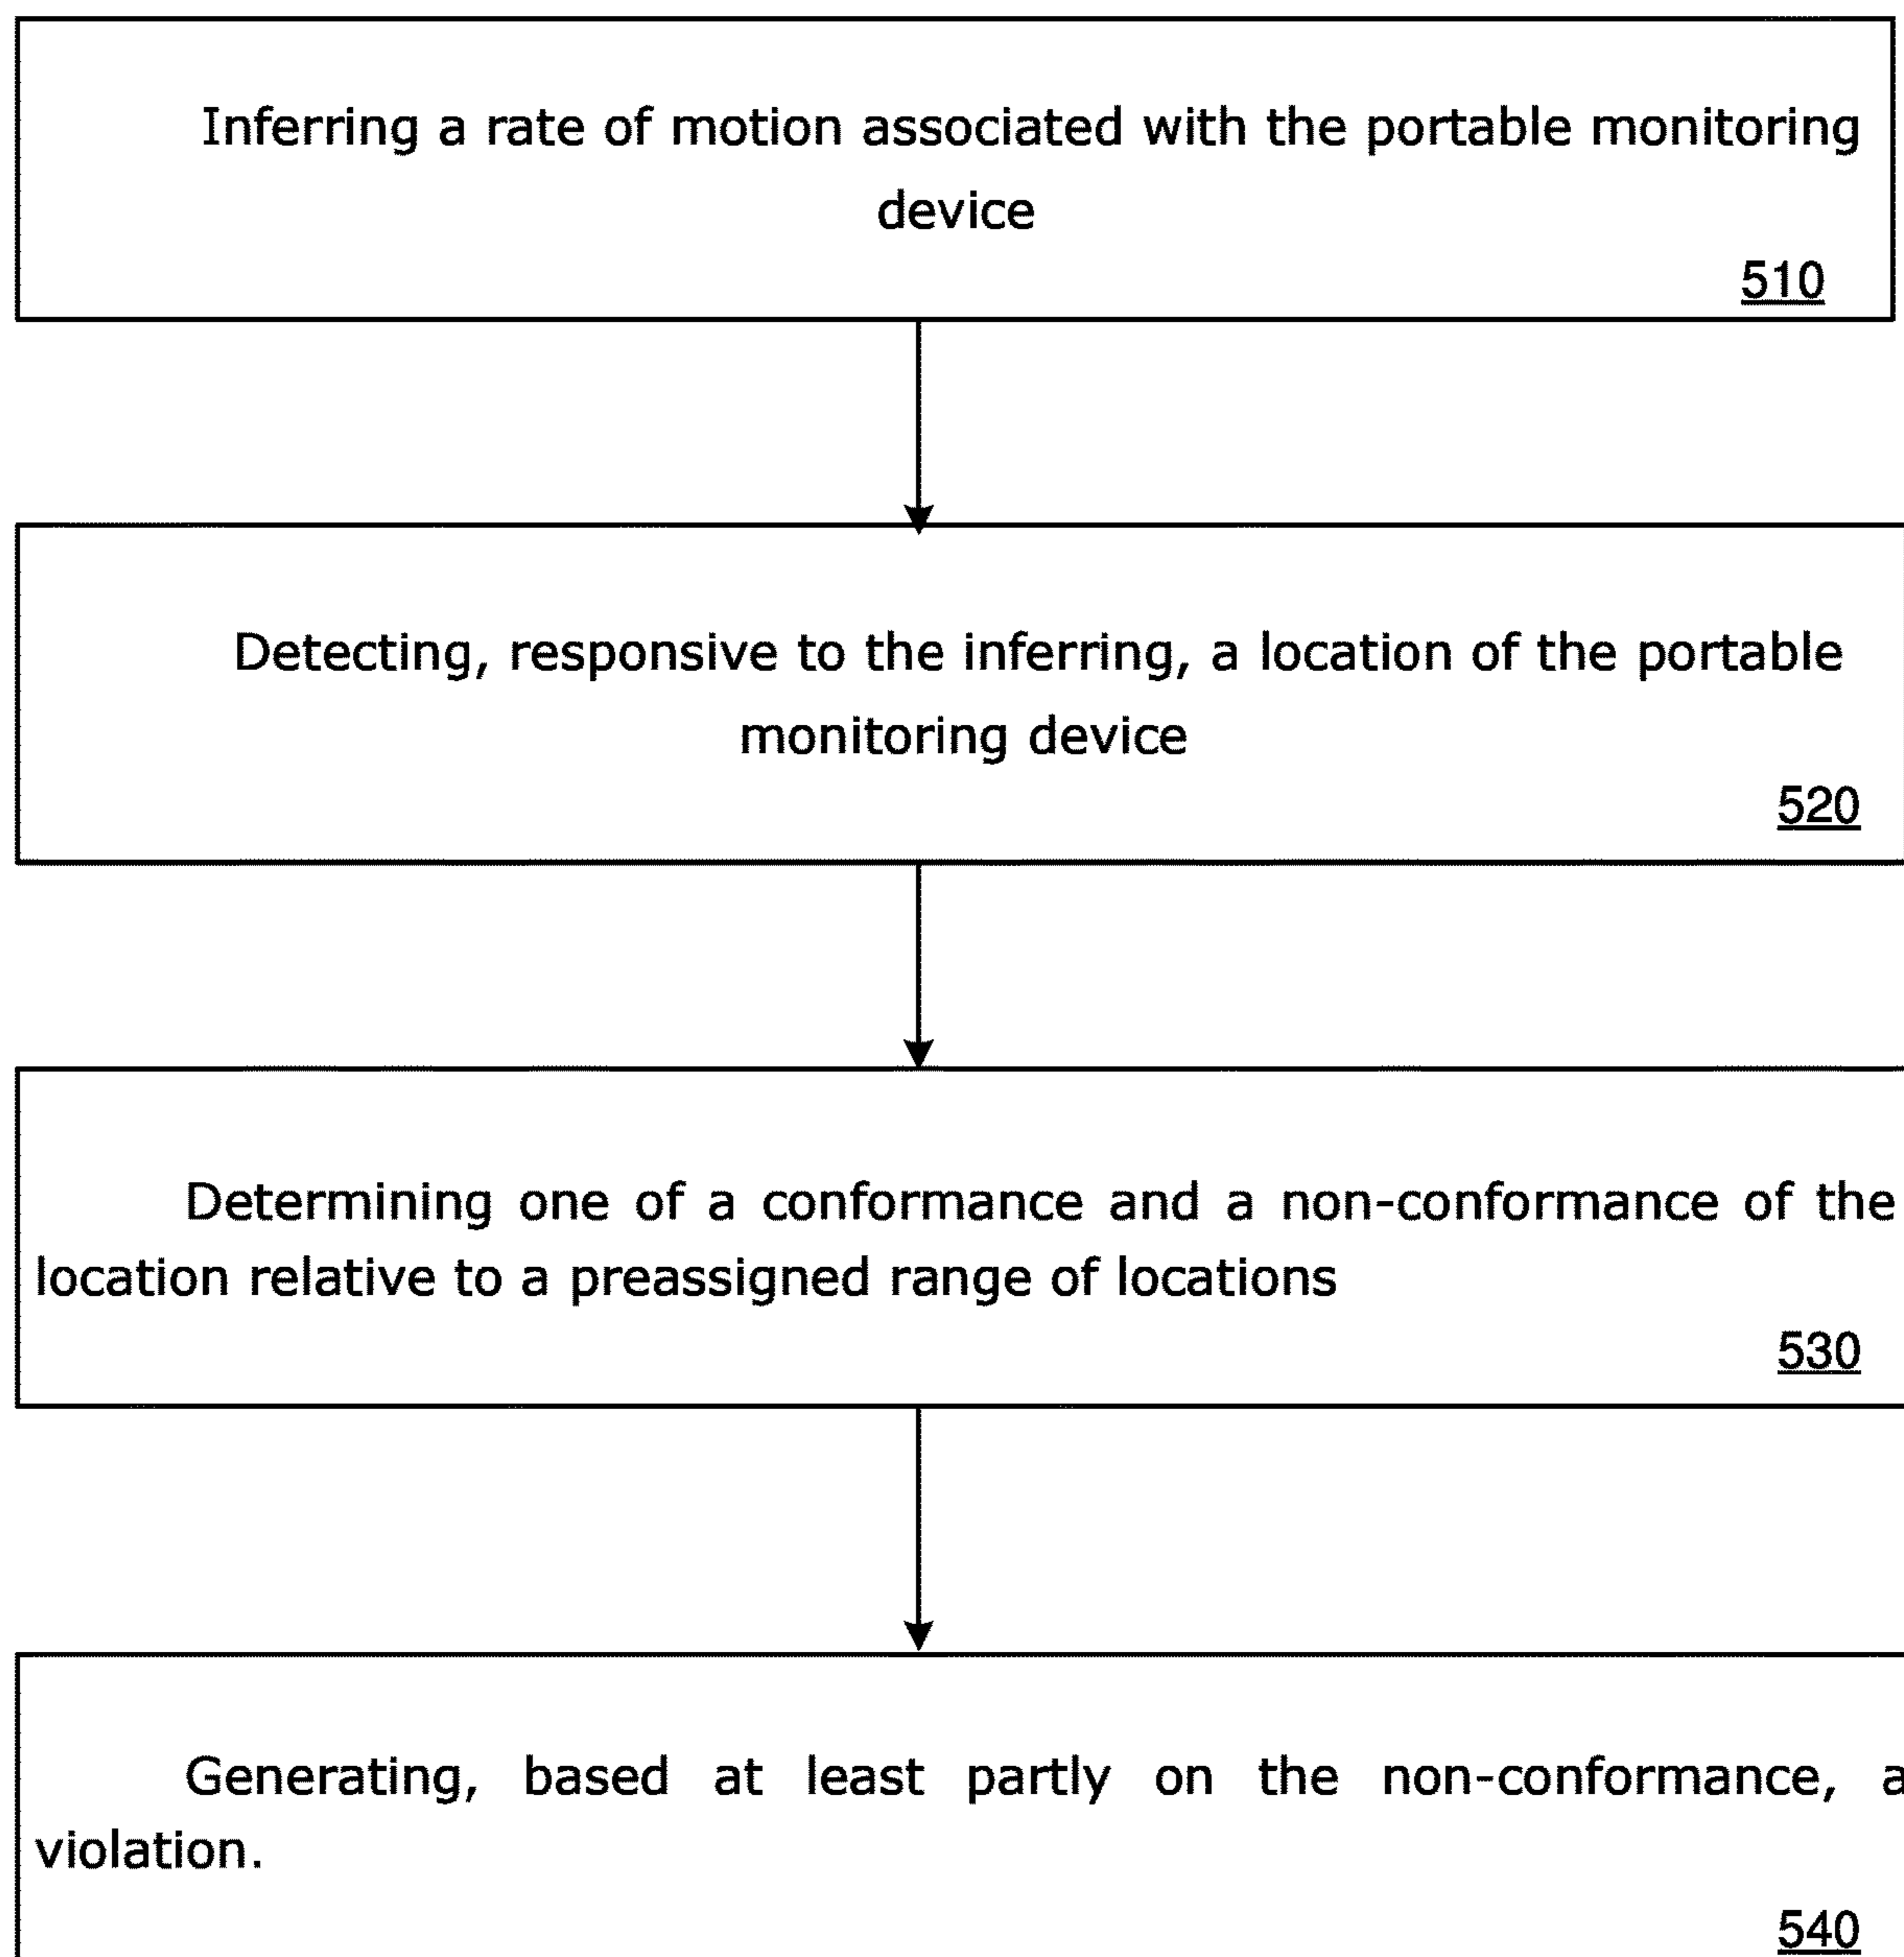 Inferring a rate of motion associated with the portable monitoring
device
510
Detecting, responsive to the inferring, a location of the portable
monitoring device
520
Determining one of a conformance and a non-conformance of the
location relative to a preassigned range of locations
530
Generating, based at least partly on the non-conformance, a
violation.
540